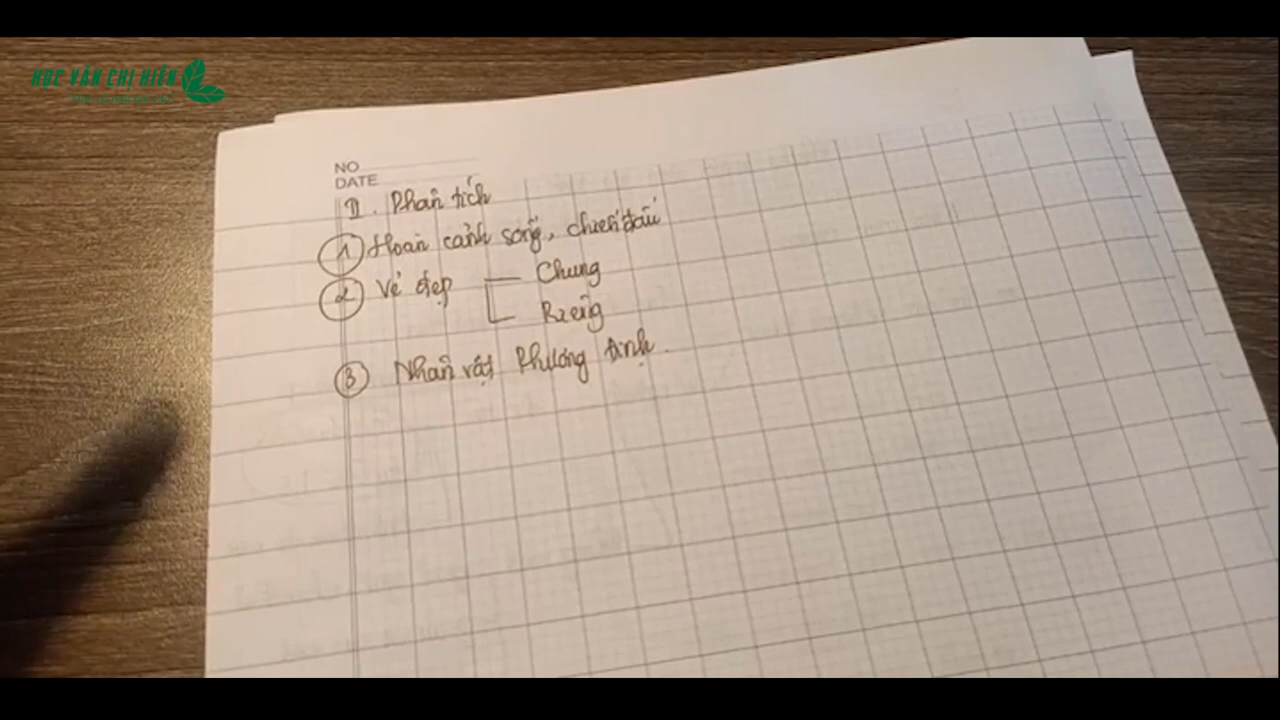 HỌC VĂN CHỊ HIÊN
NO
DATE
II. Phân tích
1 Hoàn cảnh sống, chiến đấu
2 Vẻ đẹp
Chung
Riêng
3 Nhân vật Phương Định.